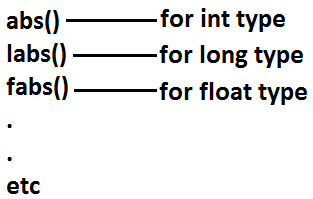 abs() for int type
labs() for long type
fabs() for float type
.
.
etc